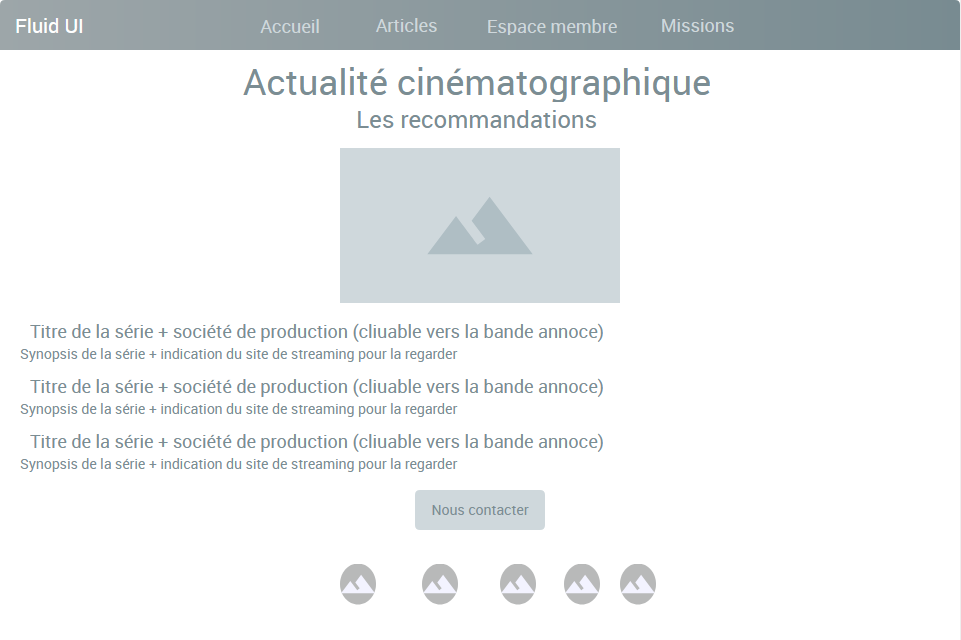 Fluid UI Accueil Articles Espace membre Missions
Actualité cinématographique
Les recommandations
Titre de la série + société de production (cliuable vers la bande annoce)
Synopsis de la série + indication du site de streaming pour la regarder
Titre de la série + société de production (cliuable vers la bande annoce)
Synopsis de la série + indication du site de streaming pour la regarder
Titre de la série + société de production (cliuable vers la bande annoce)
Synopsis de la série + indication du site de streaming pour la regarder
Nous contacter